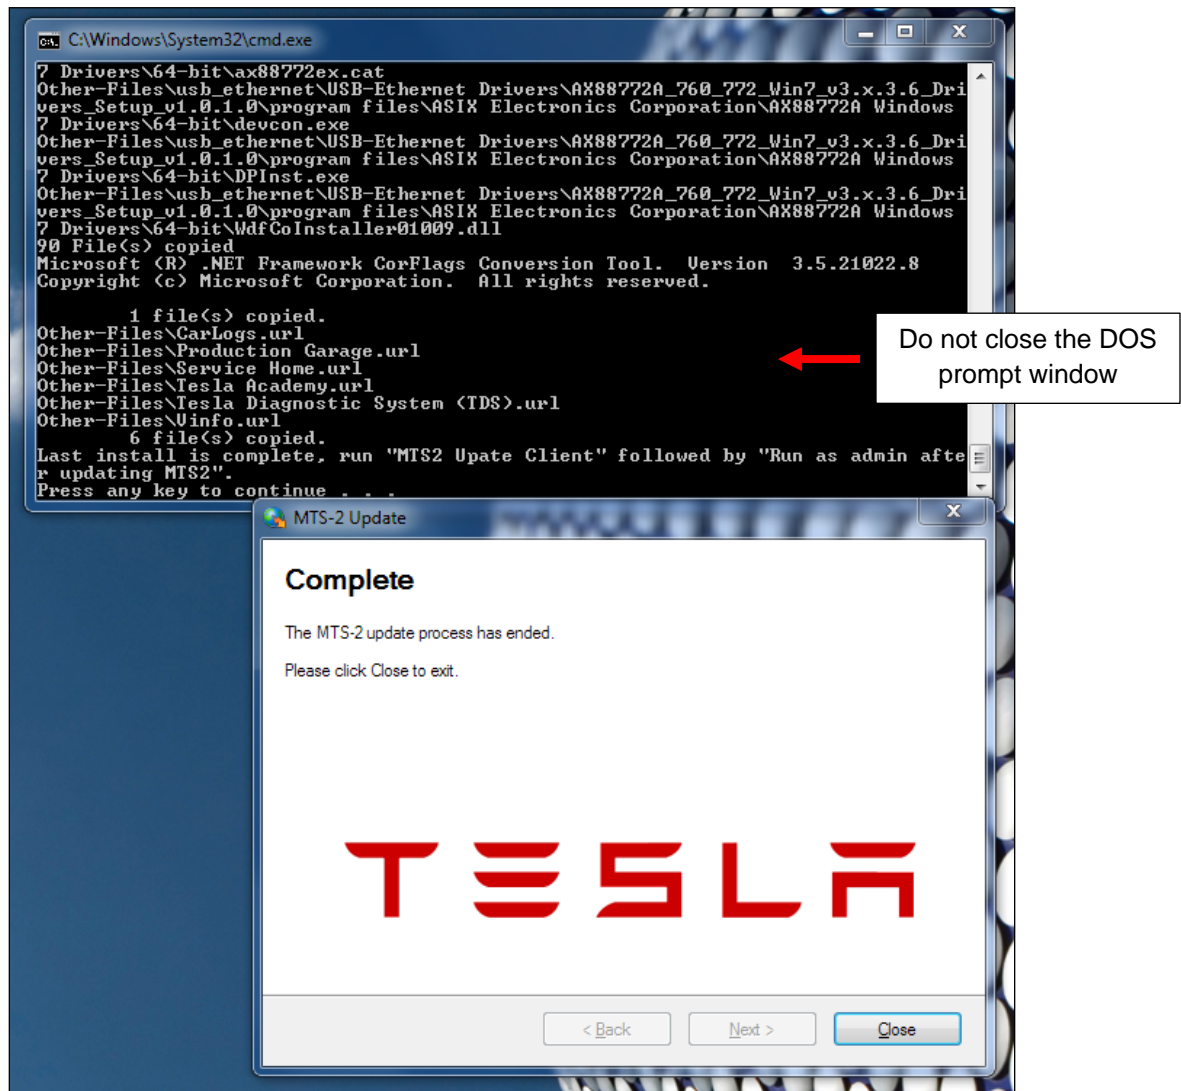 C:\Windows\System32\cmd.exe
7 Drivers\64-bit\ax88772ex.cat
Other-Files\usb_ethernet\USB-Ethernet Drivers\AX88772A_760_772_Win7_v3.x.3.6_Dri
vers_Setup_v1.0.1.0\program files\ASIX Electronics Corporation\AX88772A Windows
7 Drivers\64-bit\devcon.exe
Other-Files\usb_ethernet\USB-Ethernet Drivers\AX88772A_760_772_Win7_v3.x.3.6_Dri
vers_Setup_v1.0.1.0\program files\ASIX Electronics Corporation\AX88772A Windows
7 Drivers\64-bit\DPInst.exe
Other-Files\usb_ethernet\USB-Ethernet Drivers\AX88772A_760_772_Win7_v3.x.3.6_Dri
vers_Setup_v1.0.1.0\program files\ASIX Electronics Corporation\AX88772A Windows
7 Drivers\64-bit\WdfCoInstaller01009.dll
90 File(s) copied
Microsoft (R) .NET Framework CorFlags Conversion Tool.  Version  3.5.21022.8
Copyright (c) Microsoft Corporation.  All rights reserved.
1 file(s) copied.
Other-Files\CarLogs.url
Other-Files\Production Garage.url
Other-Files\Service Home.url
Other-Files\Tesla Academy.url
Other-Files\Tesla Diagnostic System (TDS).url
Other-Files\Vinfo.url
6 file(s) copied.
Last install is complete, run "MTS2 Upate Client" followed by "Run as admin afte
r updating MTS2".
Press any key to continue . . .
Do not close the DOS
prompt window
MTS-2 Update
Complete
The MTS-2 update process has ended.
Please click Close to exit.
TESLA
< Back
Next >
Close